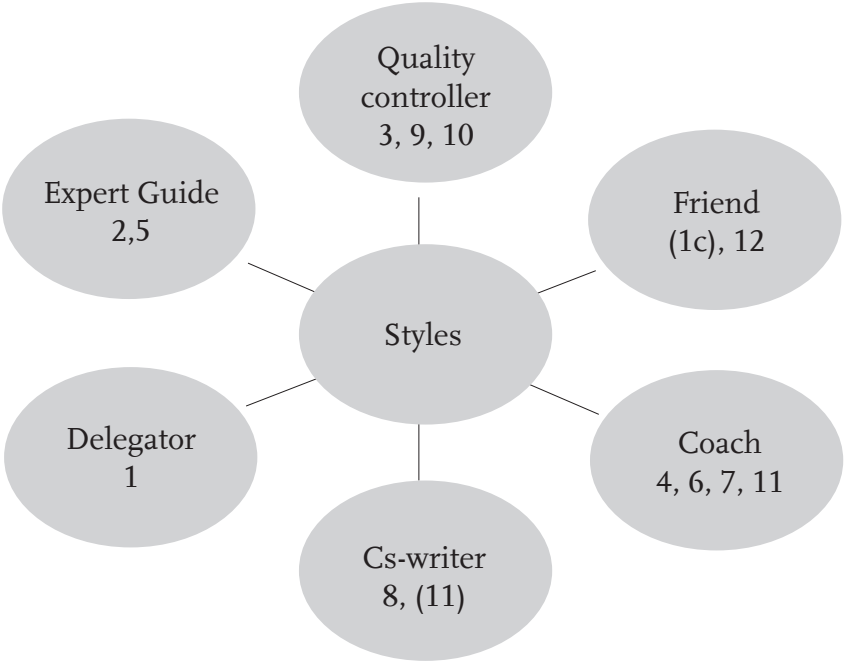 Quality
controller
3, 9, 10
Expert Guide
2,5
Friend
(1c), 12
Styles
Delegator
1
Coach
4, 6, 7, 11
Cs-writer
8, (11)